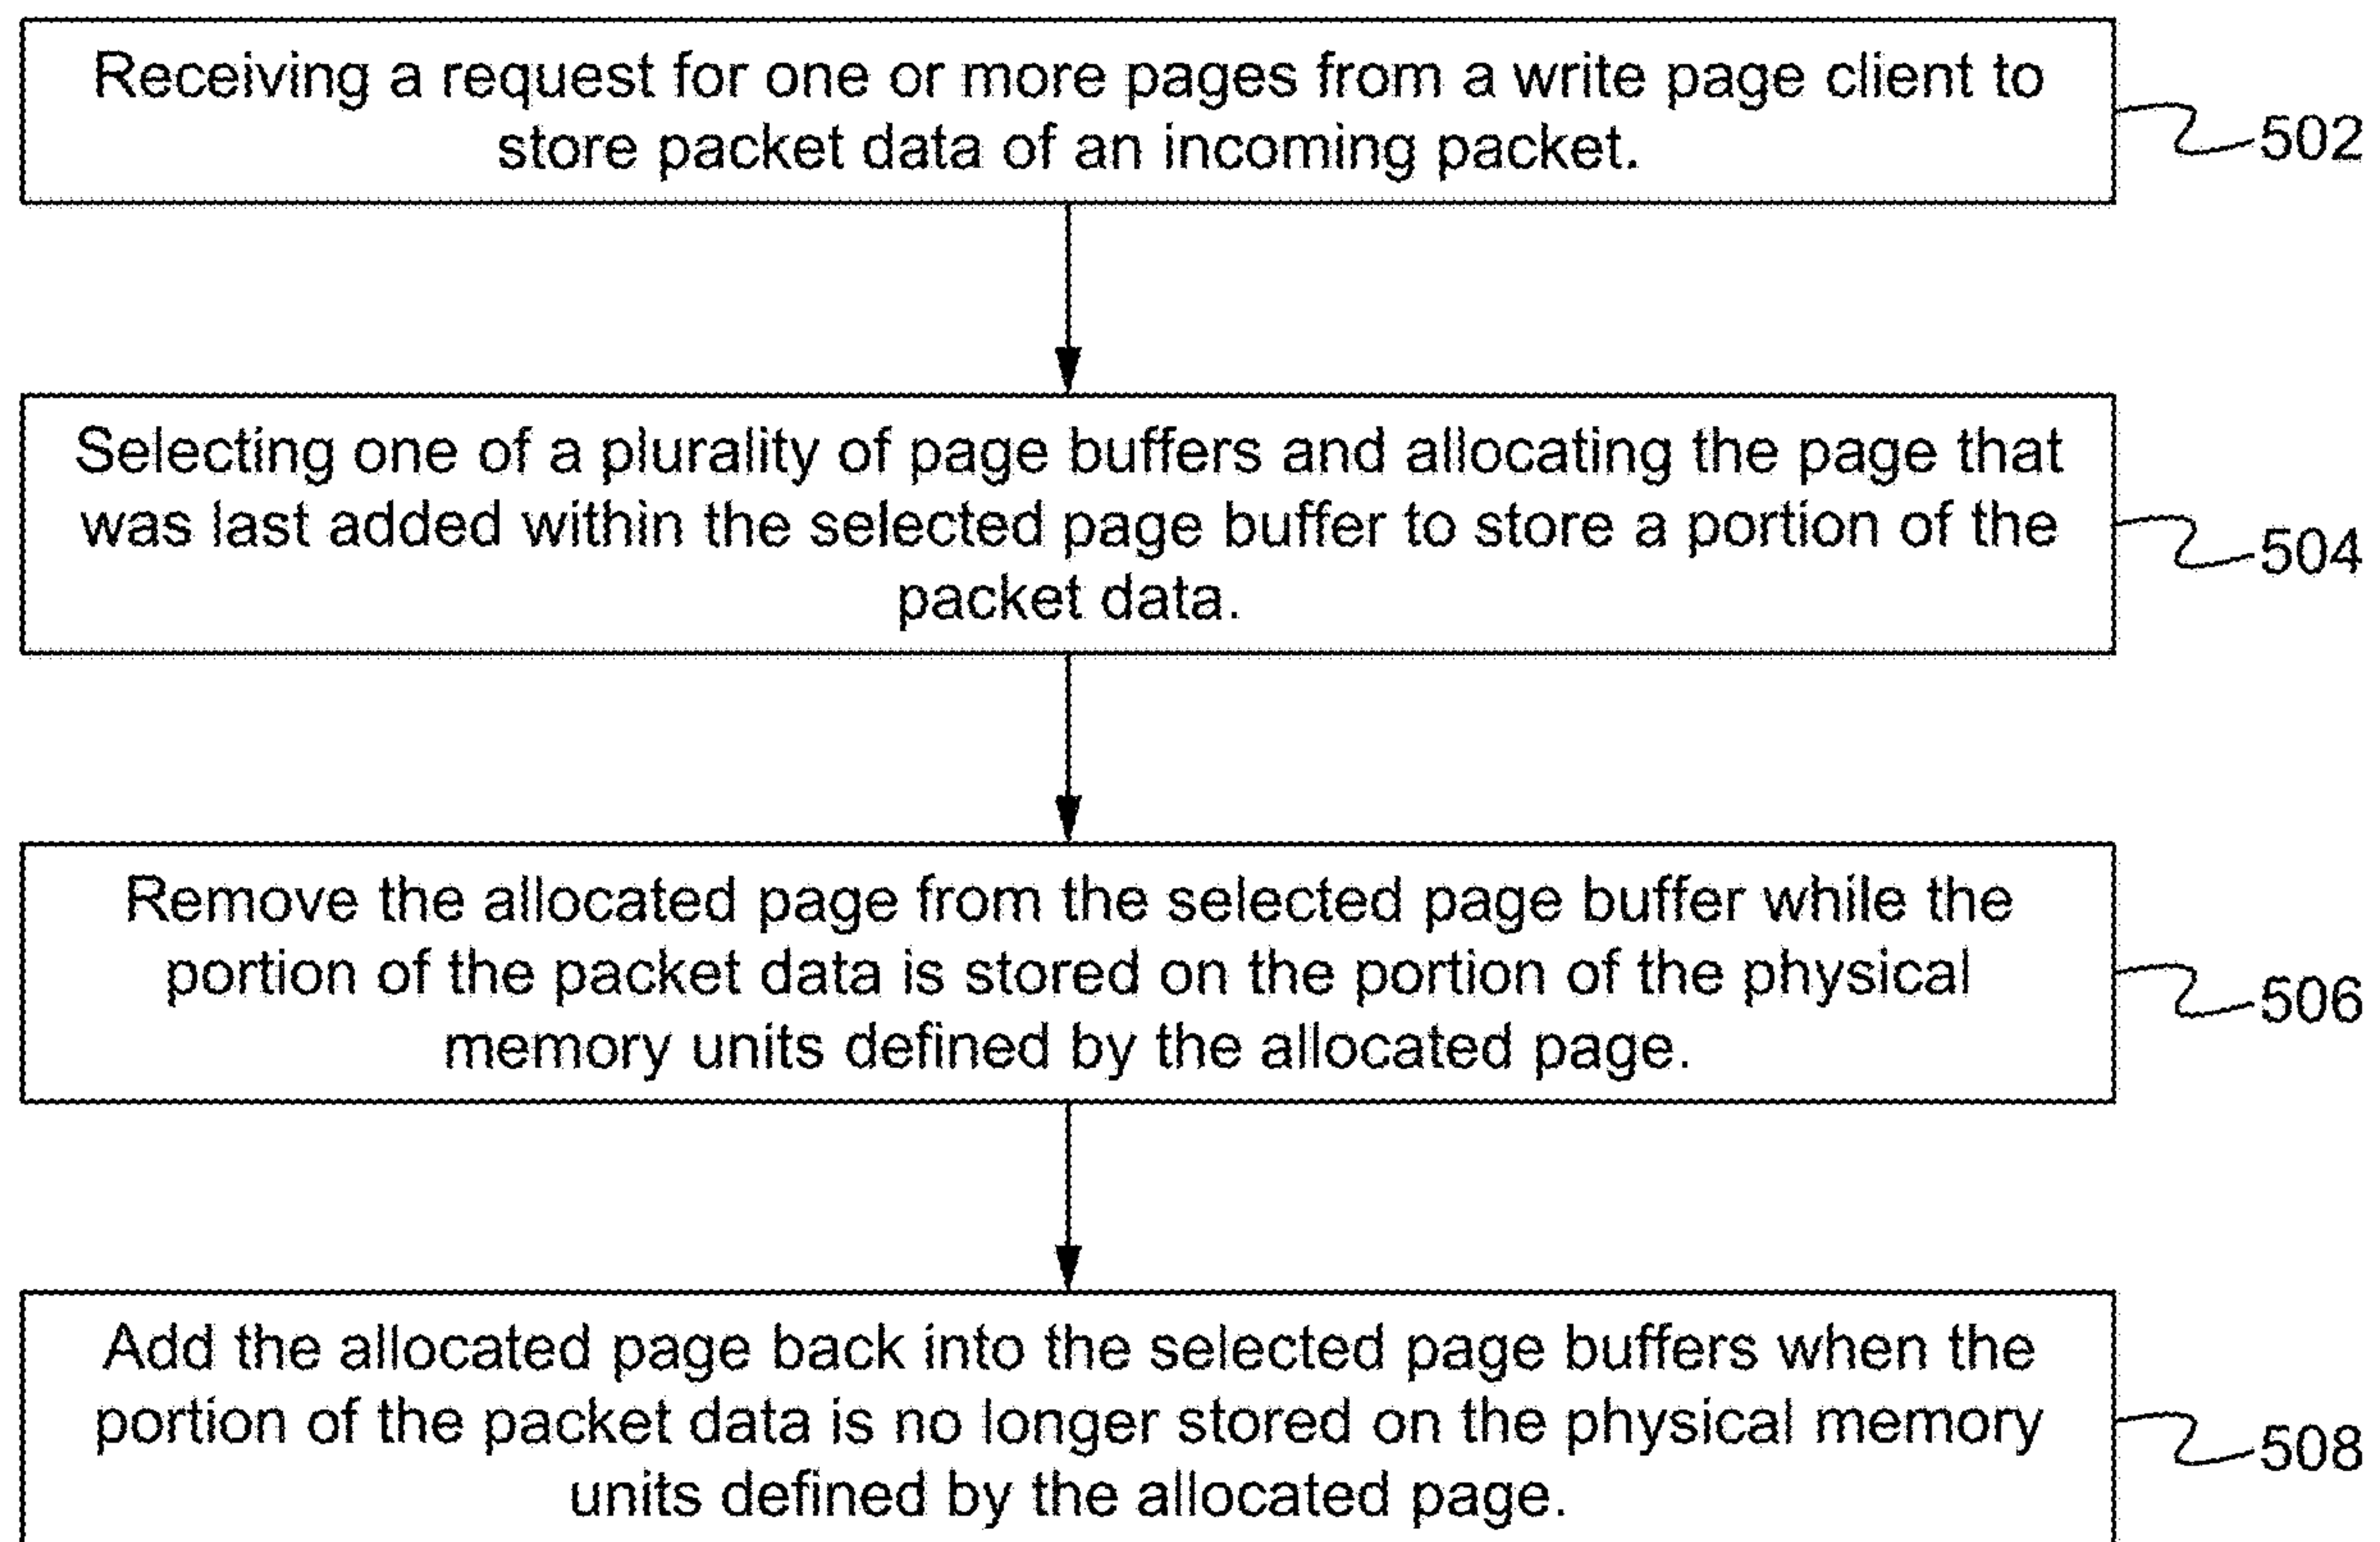 Receiving a request for one or more pages from a write page client to
store packet data of an incoming packet.
502
Selecting one of a plurality of page buffers and allocating the page that
was last added within the selected page buffer to store a portion of the
packet data.
504
Remove the allocated page from the selected page buffer while the
portion of the packet data is stored on the portion of the physical
memory units defined by the allocated page.
506
Add the allocated page back into the selected page buffers when the
portion of the packet data is no longer stored on the physical memory
units defined by the allocated page.
508